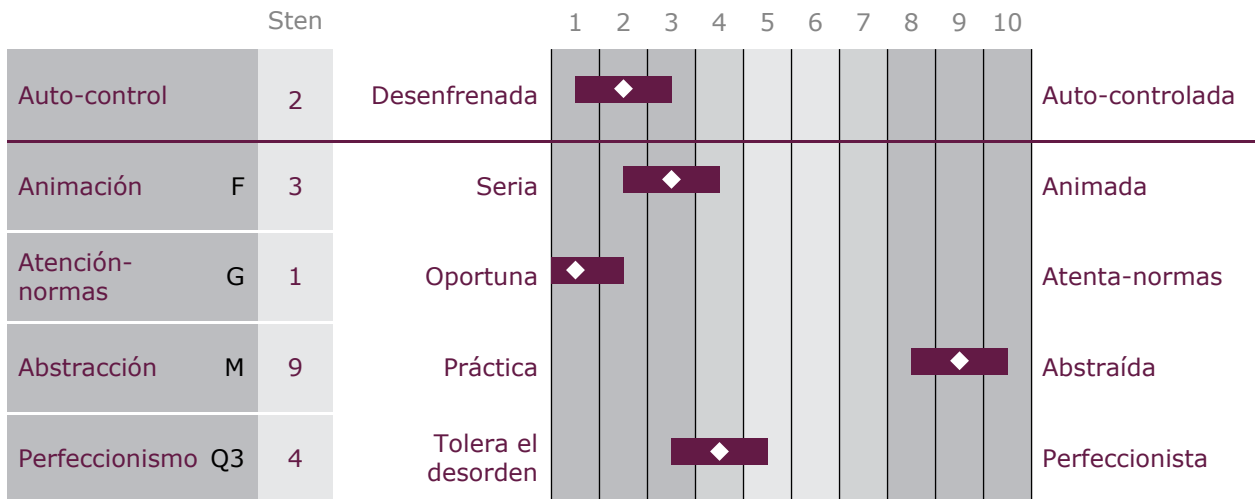 Sten 1 2 3 4 5 6 7 8 9 10
Auto-control 2 Desenfrenada Auto-controlada
Animación F 3 Seria Animada
Atención-
normas G 1 Oportuna Atenta-normas
Abstracción M 9 Práctica Abstraída
Perfeccionismo Q3 4 Tolera el
desorden Perfeccionista